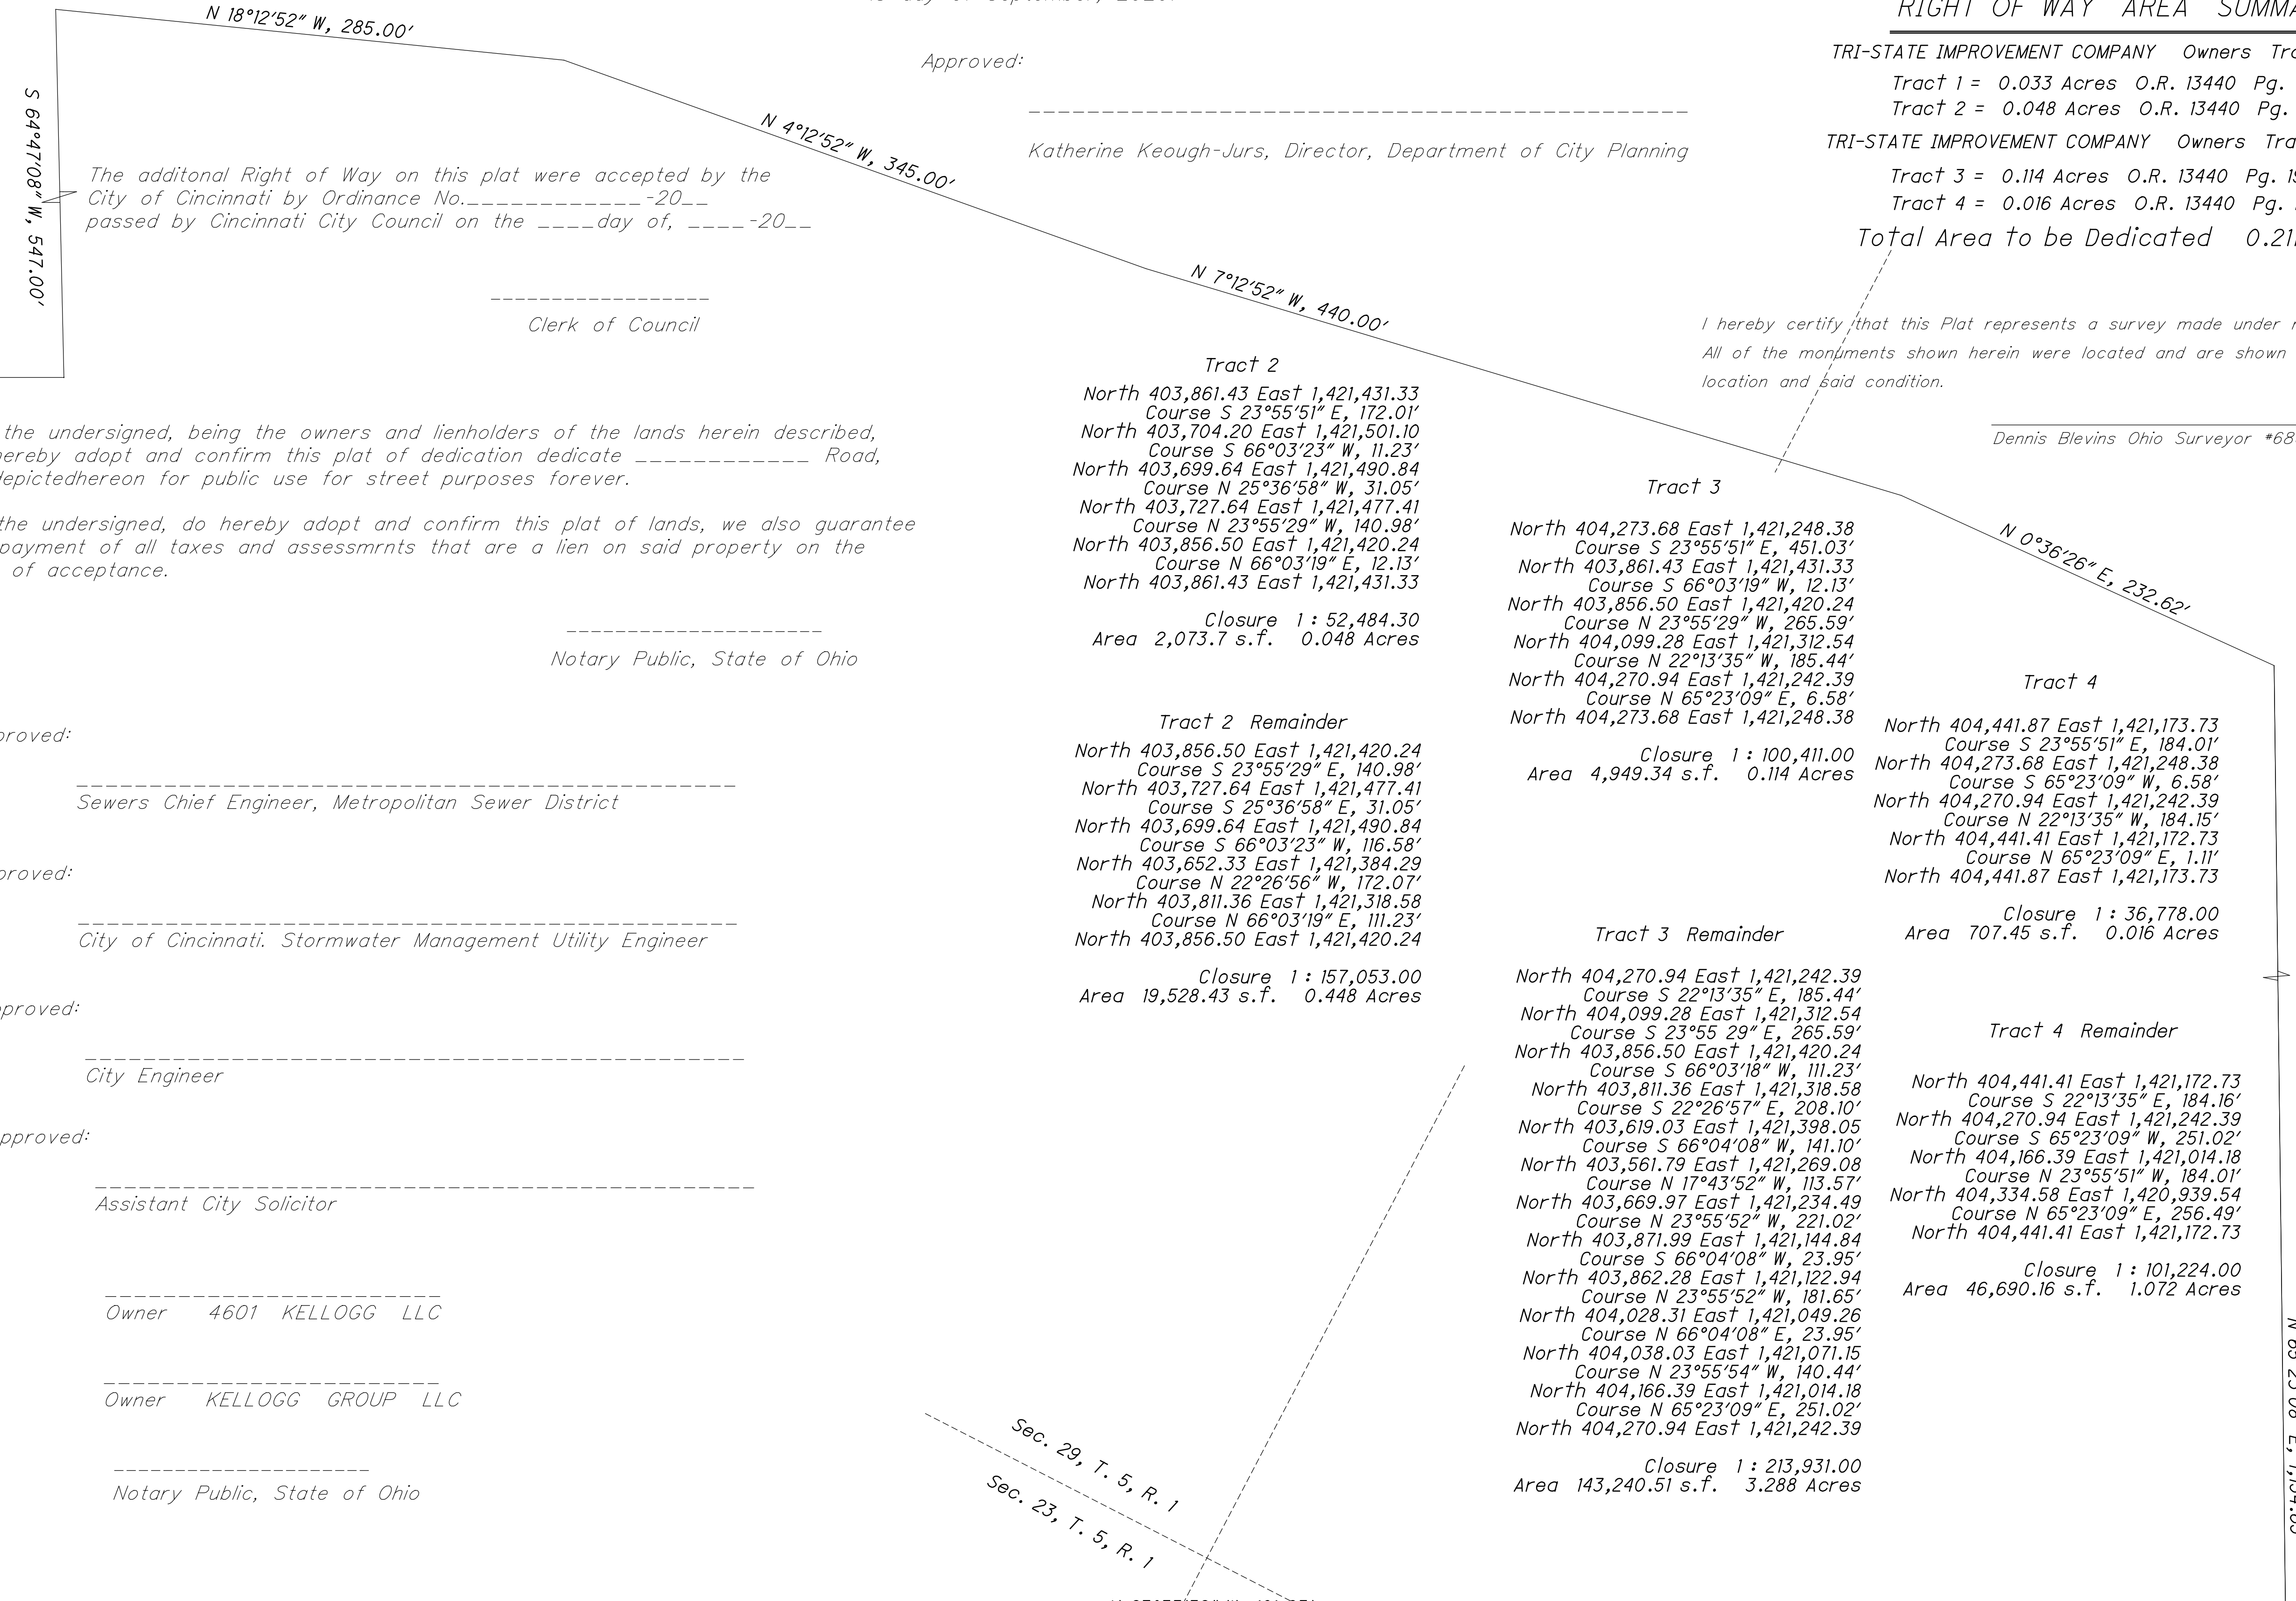 N 18°12'52" W, 285.00'
S 64°47'08" W, 547.00'
The additonal Right of Way on this plat were accepted by the
City of Cincinnati by Ordinance No.____________-20__
passed by Cincinnati City Council on the ____day of, ____-20__
Clerk of Council
the undersigned, being the owners and lienholders of the lands herein described,
hereby adopt and confirm this plat of dedication dedicate ____________ Road,
depictedhereon for public use for street purposes forever.
the undersigned, do hereby adopt and confirm this plat of lands, we also guarantee
payment of all taxes and assessmrnts that are a lien on said property on the
of acceptance.
Notary Public, State of Ohio
proved:
Sewers Chief Engineer, Metropolitan Sewer District
proved:
City of Cincinnati. Stormwater Management Utility Engineer
pproved:
City Engineer
pproved:
Assistant City Solicitor
Owner 4601 KELLOGG LLC
Owner KELLOGG GROUP LLC
Notary Public, State of Ohio
Approved:
Katherine Keough-Jurs, Director, Department of City Planning
N 4°12'52" W, 345.00'
N 7°12'52" W, 440.00'
RIGHT OF WAY AREA SUMMA
TRI-STATE IMPROVEMENT COMPANY Owners Tra
Tract 1 = 0.033 Acres O.R. 13440 Pg.
Tract 2 = 0.048 Acres O.R. 13440 Pg.
TRI-STATE IMPROVEMENT COMPANY Owners Tra
Tract 3 = 0.114 Acres O.R. 13440 Pg. 19
Tract 4 = 0.016 Acres O.R. 13440 Pg.
Total Area to be Dedicated 0.21
I hereby certify that this Plat represents a survey made under
All of the monuments shown herein were located and are shown
location and said condition.
Dennis Blevins Ohio Surveyor #68
N 0°36'26" E, 232.62'
Tract 2
North 403,861.43 East 1,421,431.33
Course S 23°55'51" E, 172.01'
North 403,704.20 East 1,421,501.10
Course S 66°03'23" W, 11.23'
North 403,699.64 East 1,421,490.84
Course N 25°36'58" W, 31.05'
North 403,727.64 East 1,421,477.41
Course N 23°55'29" W, 140.98'
North 403,856.50 East 1,421,420.24
Course N 66°03'19" E, 12.13'
North 403,861.43 East 1,421,431.33
Closure 1 : 52,484.30
Area 2,073.7 s.f. 0.048 Acres
Tract 2 Remainder
North 403,856.50 East 1,421,420.24
Course S 23°55'29" E, 140.98'
North 403,727.64 East 1,421,477.41
Course S 25°36'58" E, 31.05'
North 403,699.64 East 1,421,490.84
Course S 66°03'23" W, 116.58'
North 403,652.33 East 1,421,384.29
Course N 22°26'56" W, 172.07'
North 403,811.36 East 1,421,318.58
Course N 66°03'19" E, 111.23'
North 403,856.50 East 1,421,420.24
Closure 1 : 157,053.00
Area 19,528.43 s.f. 0.448 Acres
Tract 3
North 404,273.68 East 1,421,248.38
Course S 23°55'51" E, 451.03'
North 403,861.43 East 1,421,431.33
Course S 66°03'19" W, 12.13'
North 403,856.50 East 1,421,420.24
Course N 23°55'29" W, 265.59'
North 404,099.28 East 1,421,312.54
Course N 22°13'35" W, 185.44'
North 404,270.94 East 1,421,242.39
Course N 65°23'09" E, 6.58'
North 404,273.68 East 1,421,248.38
Closure 1 : 100,411.00
Area 4,949.34 s.f. 0.114 Acres
Tract 3 Remainder
North 404,270.94 East 1,421,242.39
Course S 22°13'35" E, 185.44'
North 404,099.28 East 1,421,312.54
Course S 23°55 29" E, 265.59'
North 403,856.50 East 1,421,420.24
Course S 66°03'18" W, 111.23'
North 403,811.36 East 1,421,318.58
Course S 22°26'57" E, 208.10'
North 403,619.03 East 1,421,398.05
Course S 66°04'08" W, 141.10'
North 403,561.79 East 1,421,269.08
Course N 17°43'52" W, 113.57'
North 403,669.97 East 1,421,234.49
Course N 23°55'52" W, 221.02'
North 403,871.99 East 1,421,144.84
Course S 66°04'08" W, 23.95'
North 403,862.28 East 1,421,122.94
Course N 23°55'52" W, 181.65'
North 404,028.31 East 1,421,049.26
Course N 66°04'08" E, 23.95'
North 404,038.03 East 1,421,071.15
Course N 23°55'54" W, 140.44'
North 404,166.39 East 1,421,014.18
Course N 65°23'09" E, 251.02'
North 404,270.94 East 1,421,242.39
Closure 1 : 213,931.00
Area 143,240.51 s.f. 3.288 Acres
Tract 4
North 404,441.87 East 1,421,173.73
Course S 23°55'51" E, 184.01'
North 404,273.68 East 1,421,248.38
Course S 65°23'09" W, 6.58'
North 404,270.94 East 1,421,242.39
Course N 22°13'35" W, 184.15'
North 404,441.41 East 1,421,172.73
Course N 65°23'09" E, 1.11'
North 404,441.87 East 1,421,173.73
Closure 1 : 36,778.00
Area 707.45 s.f. 0.016 Acres
Tract 4 Remainder
North 404,441.41 East 1,421,172.73
Course S 22°13'35" E, 184.16'
North 404,270.94 East 1,421,242.39
Course S 65°23'09" W, 251.02'
North 404,166.39 East 1,421,014.18
Course N 23°55'51" W, 184.01'
North 404,334.58 East 1,420,939.54
Course N 65°23'09" E, 256.49'
North 404,441.41 East 1,421,172.73
Closure 1 : 101,224.00
Area 46,690.16 s.f. 1.072 Acres
Sec. 29, T. 5, R. 1
Sec. 23, T. 5, R. 1